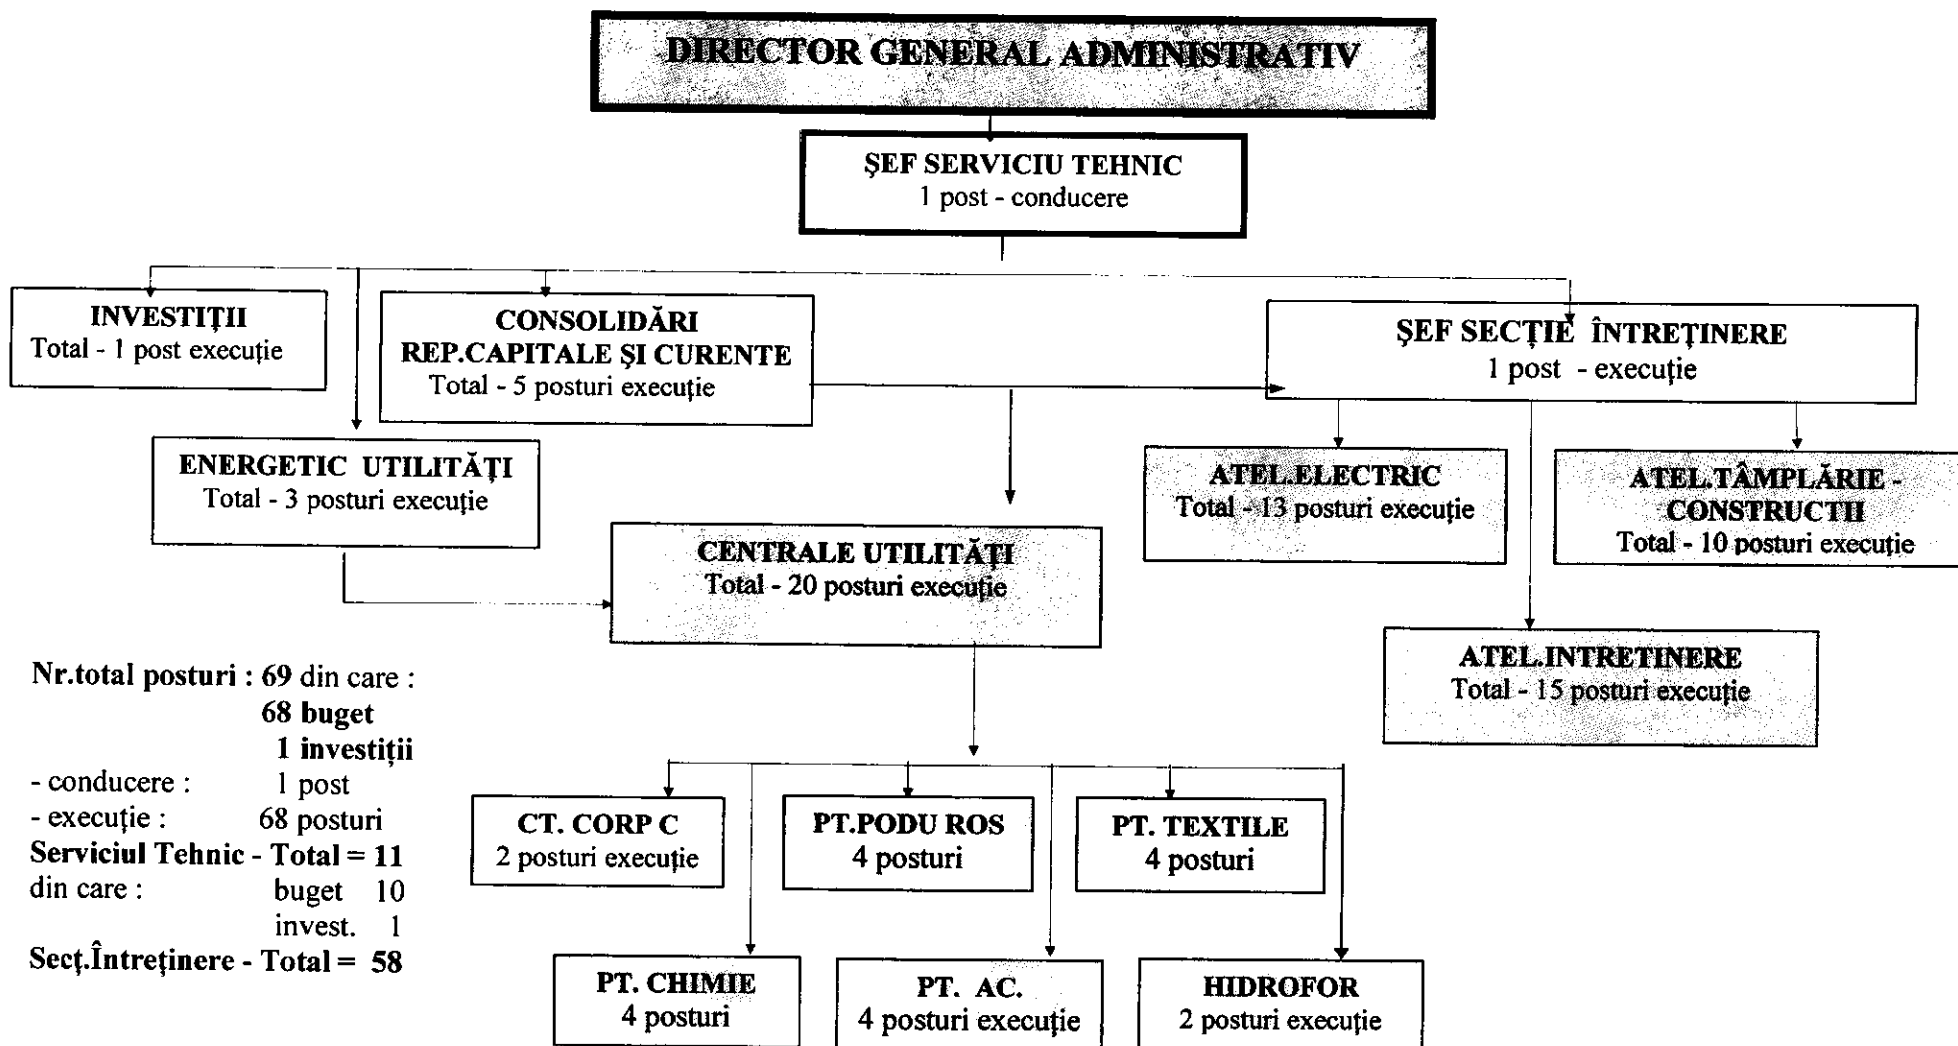 DIRECTOR GENERAL ADMINISTRATIV
ŞEF SERVICIU TEHNIC
1 post - conducere
INVESTIŢII
Total - 1 post execuţie
CONSOLIDĂRI
REP.CAPITALE ŞI CURENTE
Total - 5 posturi execuţie
ŞEF SECŢIE ÎNTREŢINERE
1 post - execuţie
ENERGETIC UTILITĂŢI
Total - 3 posturi execuţie
ATEL.ELECTRIC
Total - 13 posturi execuţie
ATEL.TÂMPLĂRIE -
CONSTRUCTII
Total - 10 posturi execuţie
CENTRALE UTILITĂŢI
Total - 20 posturi execuţie
ATEL.INTRETINERE
Total - 15 posturi execuţie
Nr.total posturi : 69 din care :
68 buget
1 investiţii
- conducere : 1 post
- execuţie : 68 posturi
Serviciul Tehnic - Total = 11
din care : buget 10
invest. 1
Secţ.Întreţinere - Total = 58
CT. CORP C
2 posturi execuţie
PT.PODU ROS
4 posturi
PT. TEXTILE
4 posturi
PT. CHIMIE
4 posturi
PT. AC.
4 posturi execuţie
HIDROFOR
2 posturi execuţie